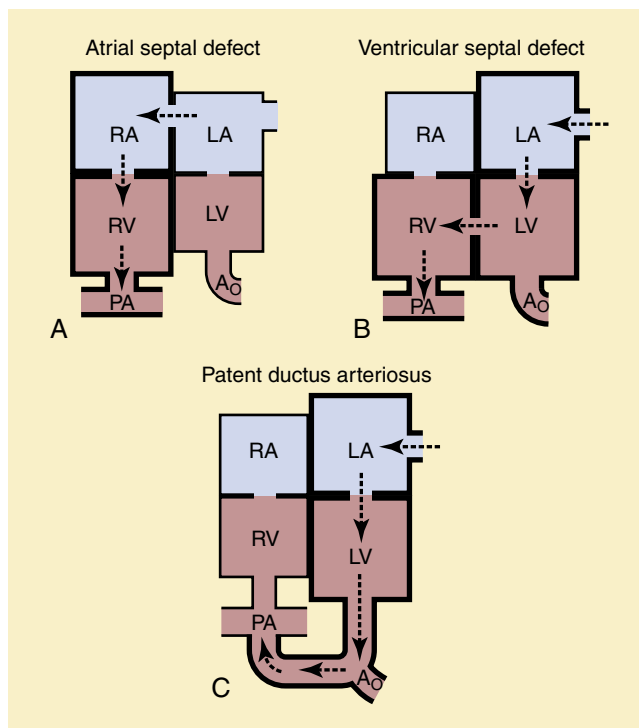 Atrial septal defect
RA
LA
RV
LV
PA
Ao
A
Ventricular septal defect
RA
LA
RV
LV
PA
Ao
B
Patent ductus arteriosus
RA
LA
RV
LV
PA
Ao
C